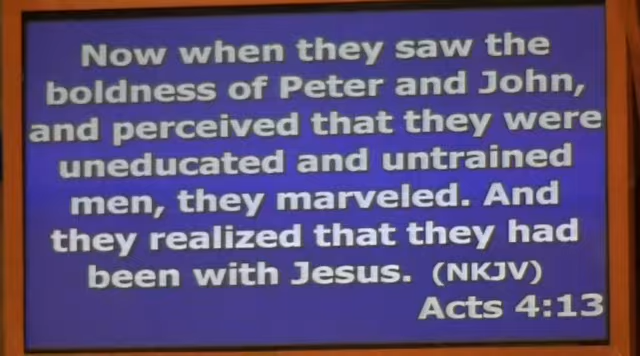 Now when they saw the
boldness of Peter and John,
and perceived that they were
uneducated and untrained
men, they marveled. And
they realized that they had
been with Jesus. (NKJV)
Acts 4:13